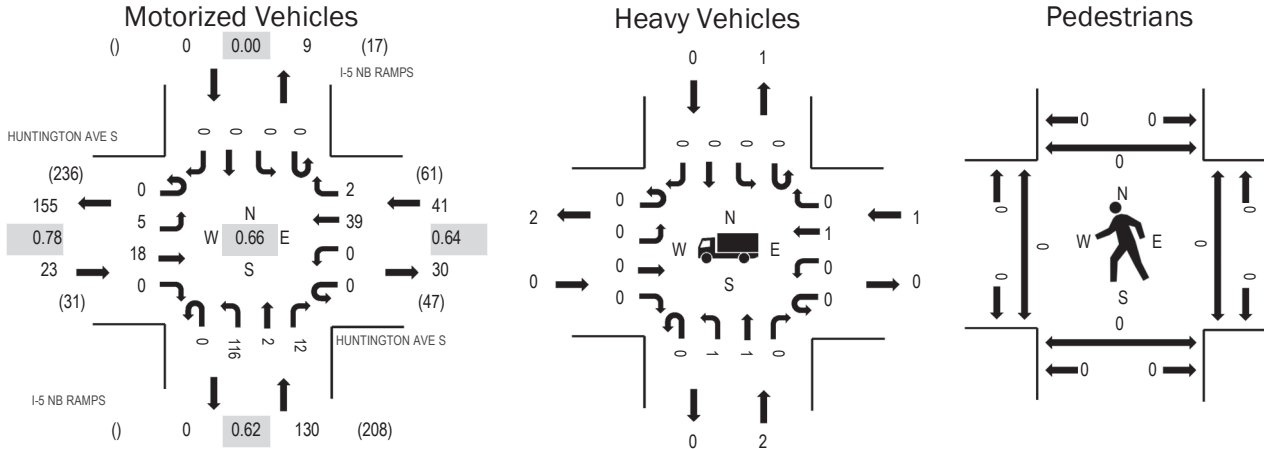 Motorized Vehicles
() 0 0.00 9 (17)
I-5 NB RAMPS
HUNTINGTON AVE S
0 0 0 0
(236)
155
0.78
23
(31)
0
5
18
0
N
W 0.66 E
S
2
39
0
0
(61)
41
0.64
30
(47)
0 116 2 12
HUNTINGTON AVE S
I-5 NB RAMPS
() 0 0.62 130 (208)
Heavy Vehicles
0 1
0 0 0 0
2
0
0
0
0
0
N
W E
S
0
1
0
0
1
0
0 1 1 0
0 2
Pedestrians
0 0
0
0 0
N
W E
S
0 0
0 0
0
0 0